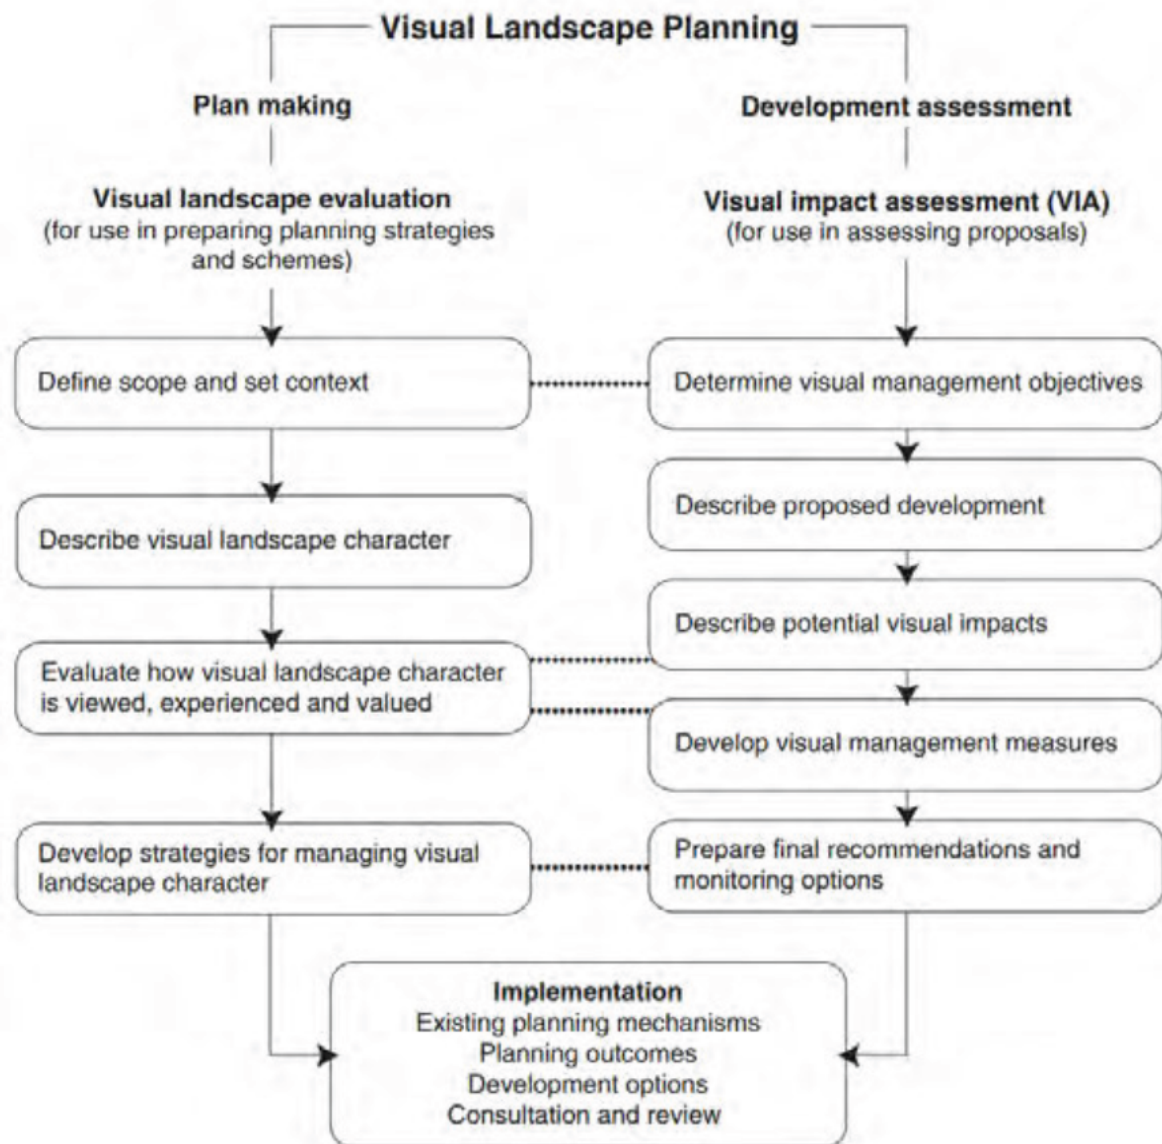 Visual Landscape Planning
Plan making
Development assessment
Visual landscape evaluation
(for use in preparing planning strategies
and schemes)
Visual impact assessment (VIA)
(for use in assessing proposals)
Define scope and set context
Determine visual management objectives
Describe visual landscape character
Describe proposed development
Describe potential visual impacts
Evaluate how visual landscape character
is viewed, experienced and valued
Develop visual management measures
Develop strategies for managing visual
landscape character
Prepare final recommendations and
monitoring options
Implementation
Existing planning mechanisms
Planning outcomes
Development options
Consultation and review